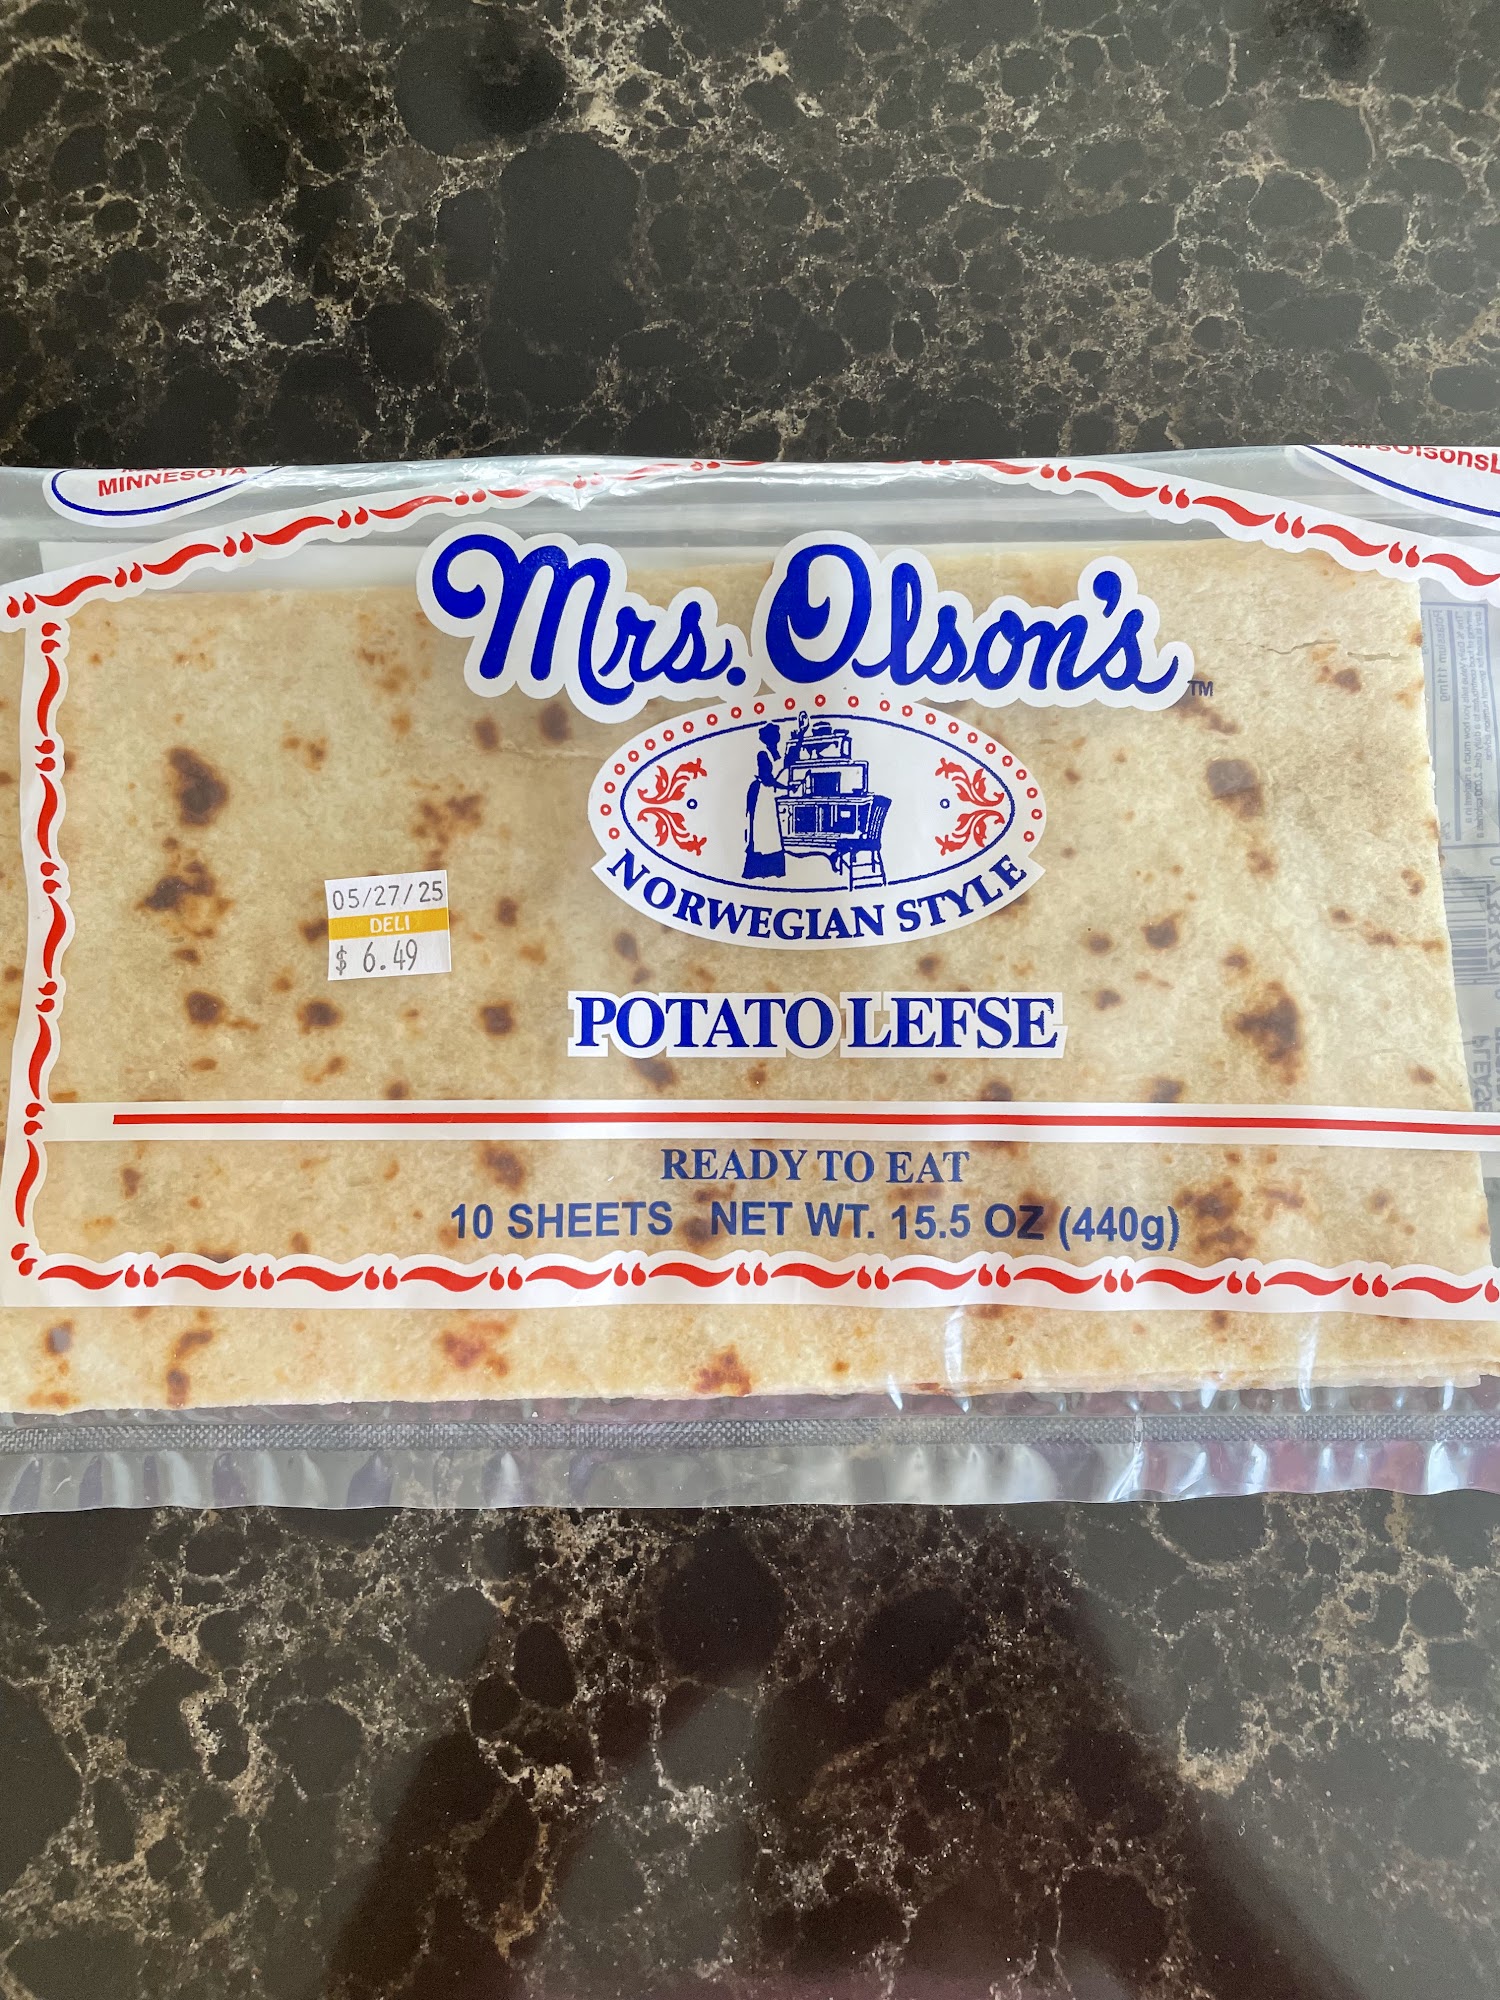 MINNESOTA
Mrs. Olson's™
NORWEGIAN STYLE
05/27/25
DELI
$ 6.49
POTATO LEFSE
READY TO EAT
10 SHEETS NET WT. 15.5 OZ (440g)